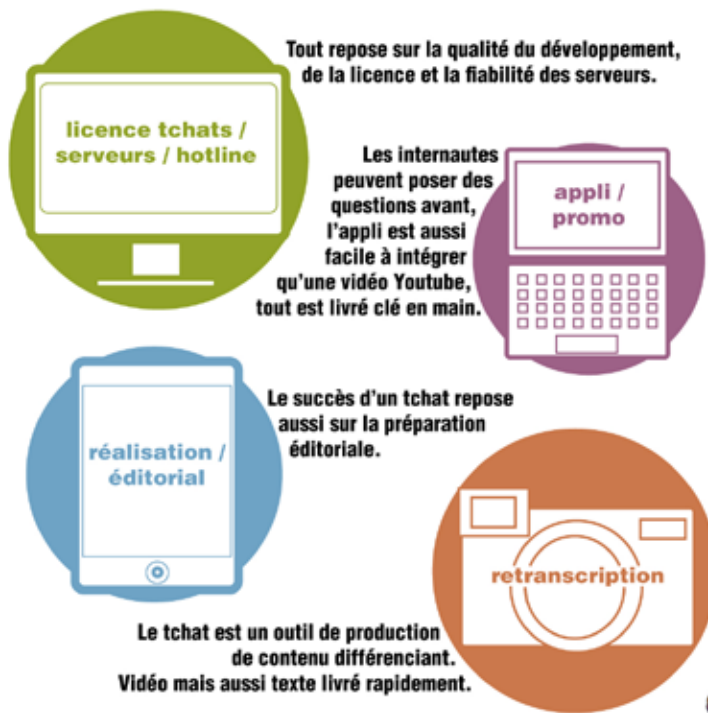 Tout repose sur la qualité du développement,
de la licence et la fiabilité des serveurs.
licence tchats /
serveurs / hotline
Les internautes
peuvent poser des
questions avant,
l'appli est aussi
facile à intégrer
qu'une vidéo Youtube,
tout est livré clé en main.
appli /
promo
Le succès d'un tchat repose
aussi sur la préparation
éditoriale.
réalisation /
éditorial
retranscription
Le tchat est un outil de production
de contenu différenciant.
Vidéo mais aussi texte livré rapidement.